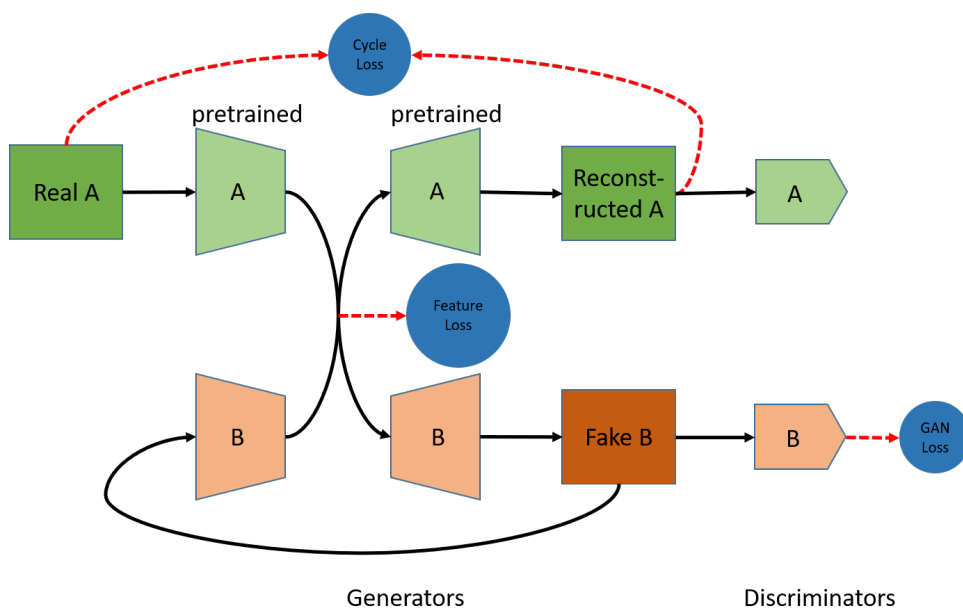 Cycle
Loss
pretrained
pretrained
Real A
A
A
Reconst-
ructed A
A
Feature
Loss
B
B
Fake B
B
GAN
Loss
Generators
Discriminators